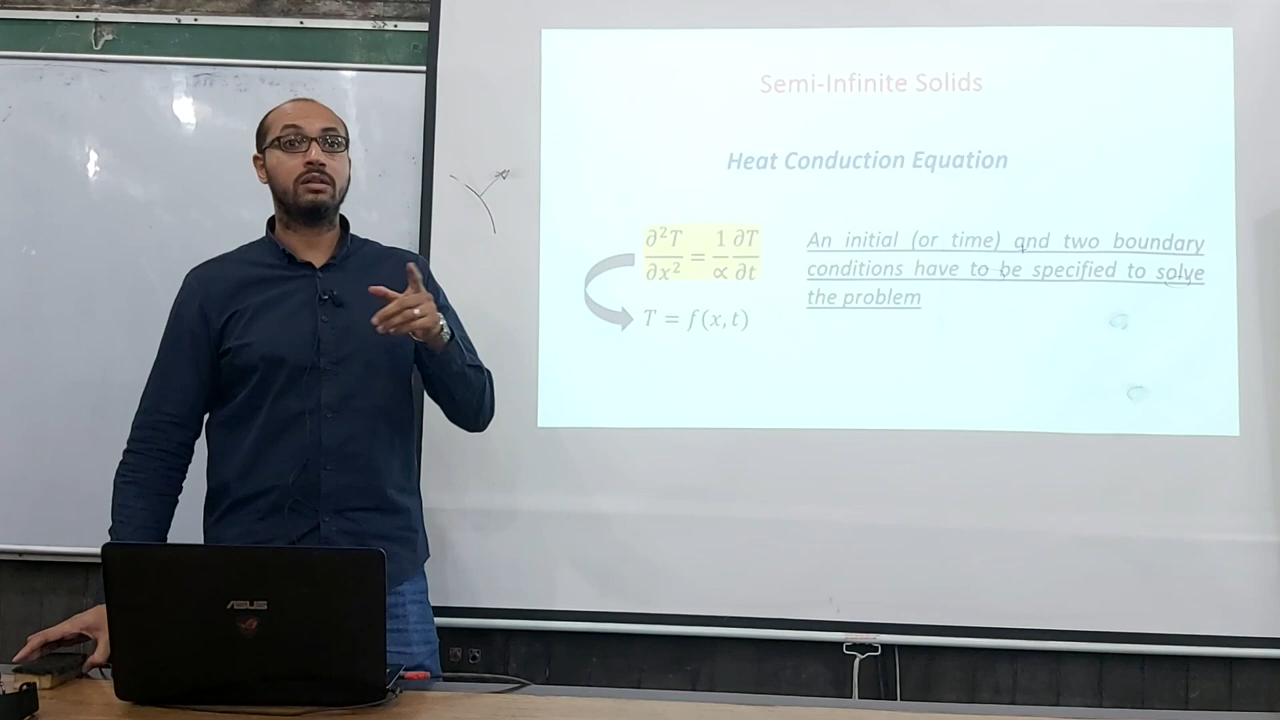 Semi-Infinite Solids
Heat Conduction Equation
∂²T/∂x² = 1/∝ ∂T/∂t
T = f(x,t)
An initial (or time) and two boundary
conditions have to be specified to solve
the problem
ASUS